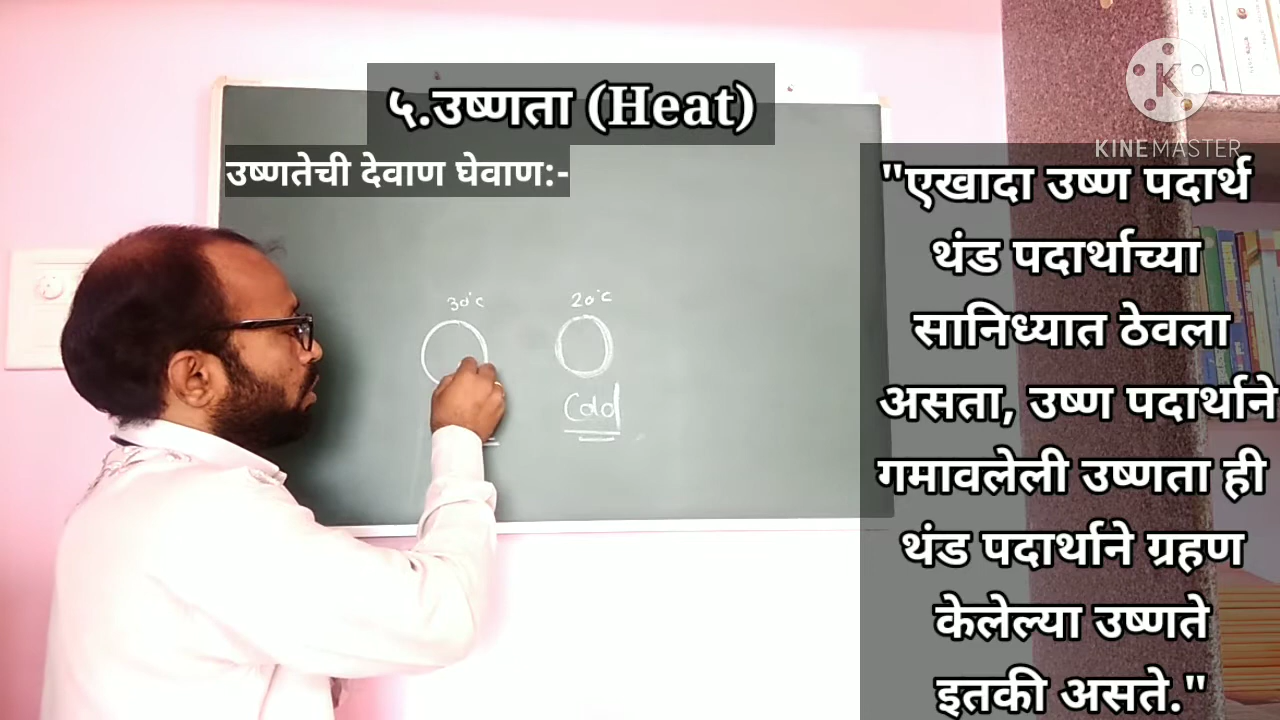 ५.उष्णता (Heat)
उष्णतेची देवाण घेवाण:-
KINEMASTER
"एखादा उष्ण पदार्थ
थंड पदार्थाच्या
सानिध्यात ठेवला
असता, उष्ण पदार्थाने
गमावलेली उष्णता ही
थंड पदार्थाने ग्रहण
केलेल्या उष्णते
इतकी असते."
30°C 20°C
Cold